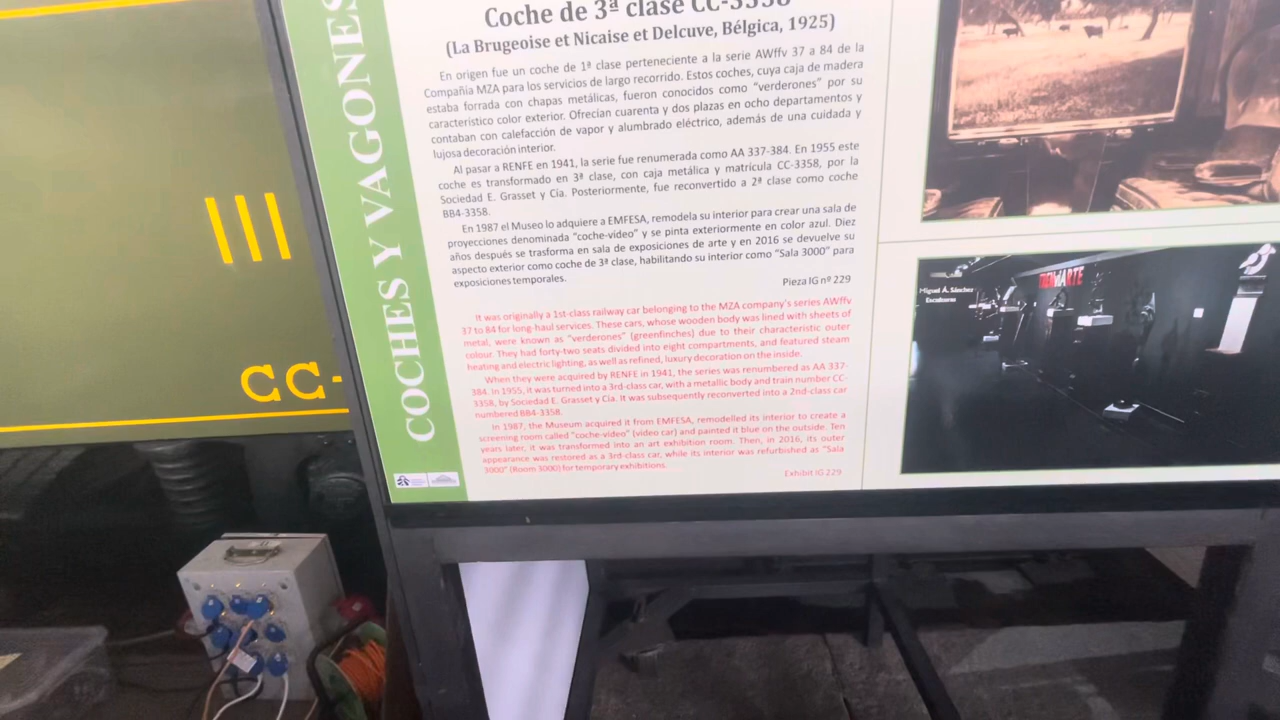 III
CC-
COCHES Y VAGONES
Coche de 3ª clase CC-3358
(La Brugeoise et Nicaise et Delcuve, Bélgica, 1925)
En origen fue un coche de 1ª clase perteneciente a la serie AWffv 37 a 84 de la
Compañía MZA para los servicios de largo recorrido. Estos coches, cuya caja de madera
estaba forrada con chapas metálicas, fueron conocidos como “verderones” por su
característico color exterior. Ofrecían cuarenta y dos plazas en ocho departamentos y
contaban con calefacción de vapor y alumbrado eléctrico, además de una cuidada y
lujosa decoración interior.
Al pasar a RENFE en 1941, la serie fue renumerada como AA 337-384. En 1955 este
coche es transformado en 3ª clase, con caja metálica y matrícula CC-3358, por la
Sociedad E. Grasset y Cía. Posteriormente, fue reconvertido a 2ª clase como coche
BB4-3358.
En 1987 el Museo lo adquiere a EMFESA, remodela su interior para crear una sala de
proyecciones denominada “coche-video” y se pinta exteriormente en color azul. Diez
años después se trasforma en sala de exposiciones de arte y en 2016 se devuelve su
aspecto exterior como coche de 3ª clase, habilitando su interior como “Sala 3000” para
exposiciones temporales.
Pieza IG nº 229
It was originally a 1st-class railway car belonging to the MZA company's series AWffv
37 to 84 for long-haul services. These cars, whose wooden body was lined with sheets of
metal, were known as “verderones” (greenfinches) due to their characteristic outer
colour. They had forty-two seats divided into eight compartments, and featured steam
heating and electric lighting, as well as refined, luxury decoration on the inside.
When they were acquired by RENFE in 1941, the series was renumbered as AA 337-
384. In 1955, it was turned into a 3rd-class car, with a metallic body and train number CC-
3358, by Sociedad E. Grasset y Cía. It was subsequently reconverted into a 2nd-class car
numbered BB4-3358.
In 1987, the Museum acquired it from EMFESA, remodelled its interior to create a
screening room called “coche-video” (video car) and painted it blue on the outside. Ten
years later, it was transformed into an art exhibition room. Then, in 2016, its outer
appearance was restored as a 3rd-class car, while its interior was refurbished as “Sala
3000” (Room 3000) for temporary exhibitions.
Exhibit IG 229
Miguel Á. Sánchez
Escalduras